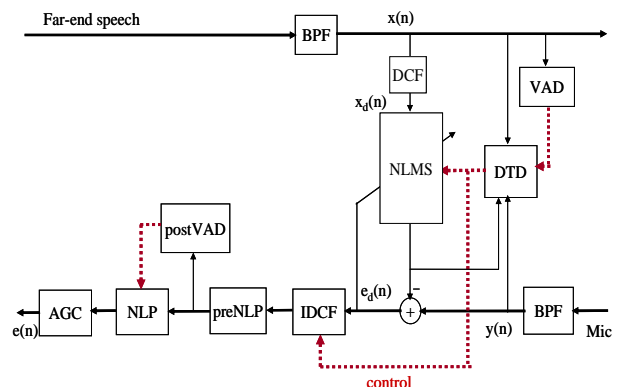 Far-end speech
BPF
x(n)
DCF
VAD
x_d(n)
NLMS
DTD
postVAD
e_d(n)
–
AGC
NLP
preNLP
IDCF
+
BPF
e(n)
y(n)
Mic
control